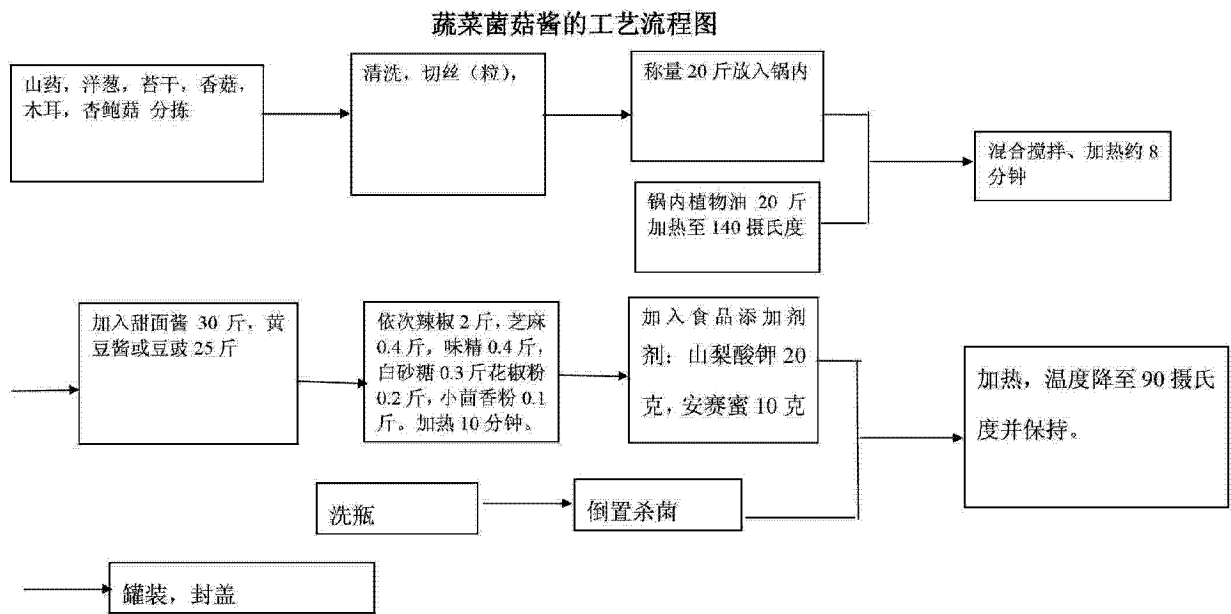 蔬菜菌菇酱的工艺流程图
山药，洋葱，苔干，香菇，
木耳，杏鲍菇 分拣
清洗，切丝（粒），
称量 20 斤放入锅内
锅内植物油 20 斤
加热至 140 摄氏度
混合搅拌、加热约 8
分钟
加入甜面酱 30 斤，黄
豆酱或豆豉 25 斤
依次辣椒 2 斤，芝麻
0.4 斤，味精 0.4 斤，
白砂糖 0.3 斤花椒粉
0.2 斤，小茴香粉 0.1
斤。加热 10 分钟。
加入食品添加剂
剂：山梨酸钾 20
克，安赛蜜 10 克
加热，温度降至 90 摄氏
度并保持。
洗瓶
倒置杀菌
罐装，封盖